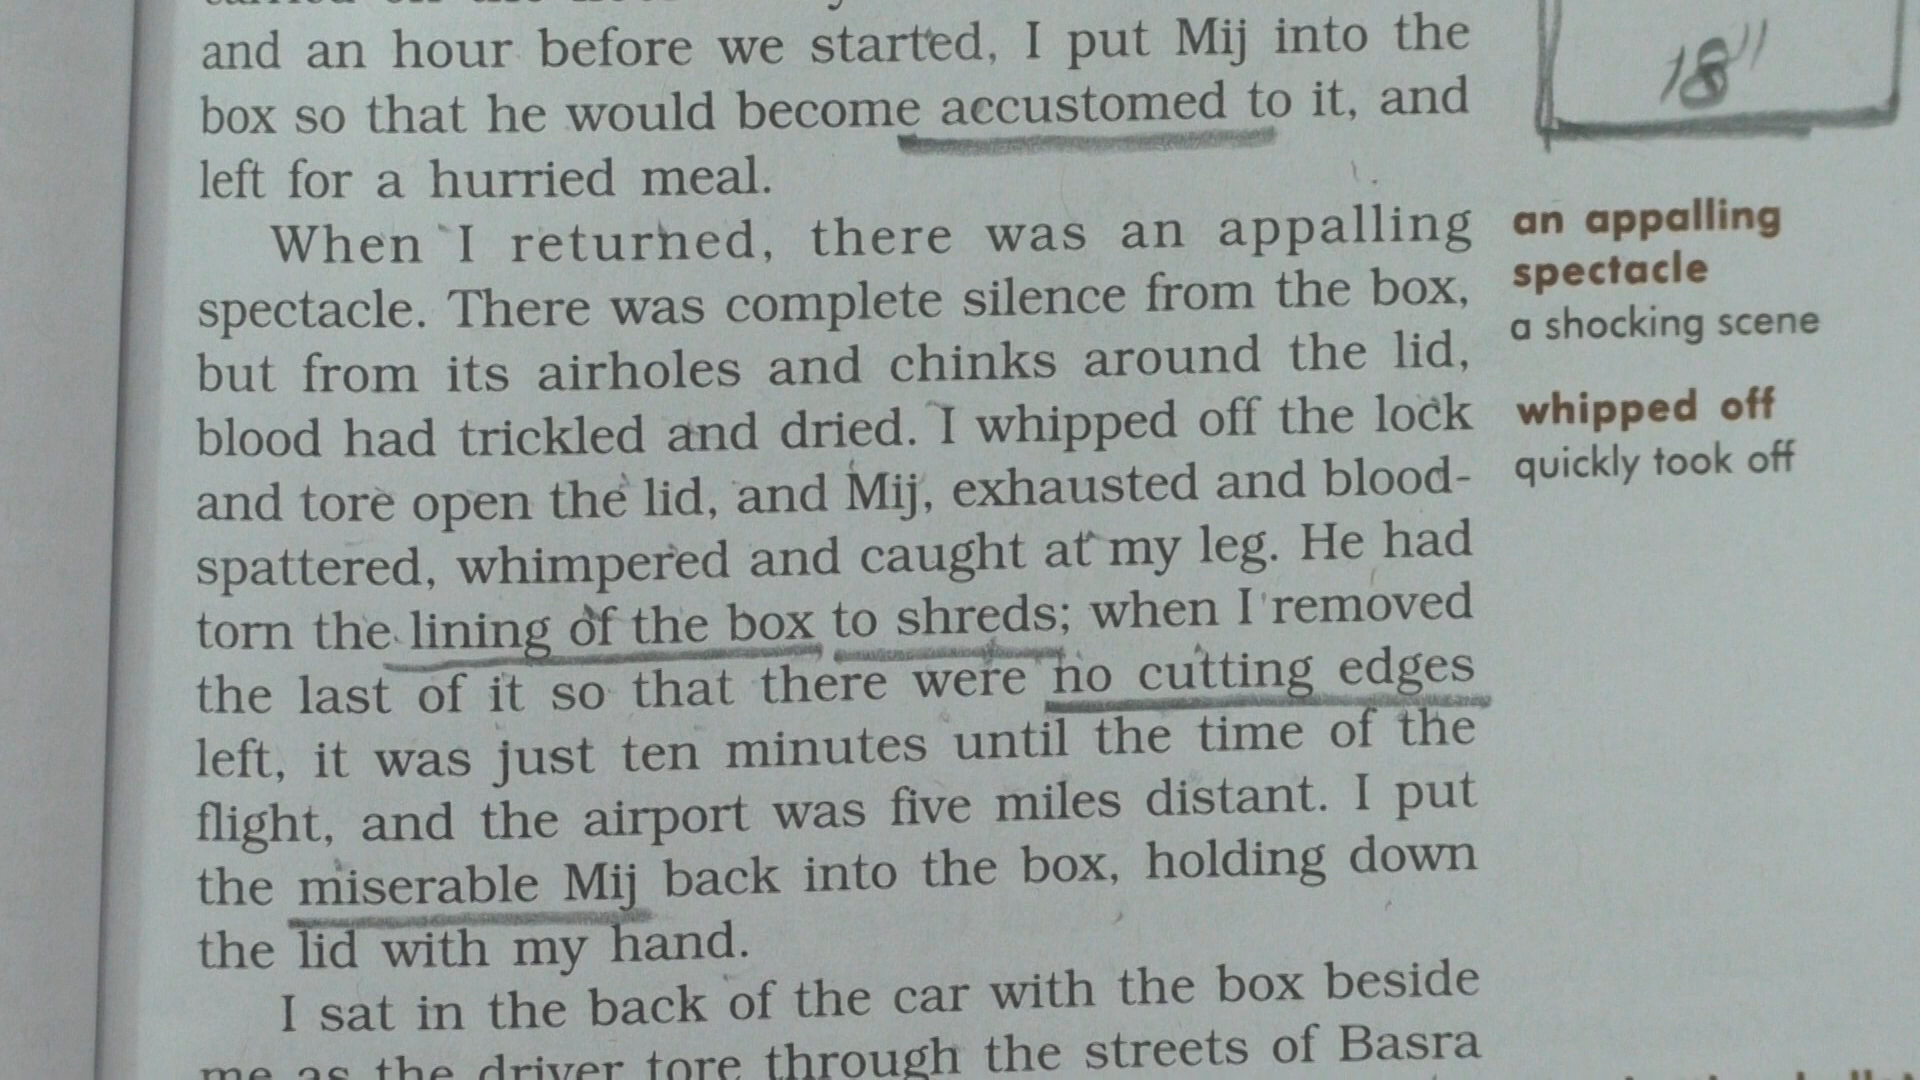 and an hour before we started, I put Mij into the
box so that he would become accustomed to it, and
left for a hurried meal.
When I returned, there was an appalling
spectacle. There was complete silence from the box,
but from its airholes and chinks around the lid,
blood had trickled and dried. I whipped off the lock
and tore open the lid, and Mij, exhausted and blood-
spattered, whimpered and caught at my leg. He had
torn the lining of the box to shreds; when I removed
the last of it so that there were no cutting edges
left, it was just ten minutes until the time of the
flight, and the airport was five miles distant. I put
the miserable Mij back into the box, holding down
the lid with my hand.
I sat in the back of the car with the box beside
me as the driver tore through the streets of Basra
18"
an appalling
spectacle
a shocking scene
whipped off
quickly took off